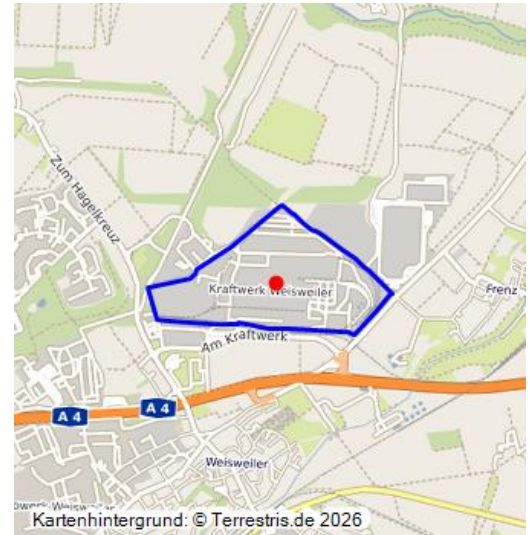 Zum Hagelkreuz
Kraftwerk Weisweiler
Frenz
Am Kraftwerk
A 4
A 4
Weisweiler
Kartenhintergrund: © Terrestris.de 2026